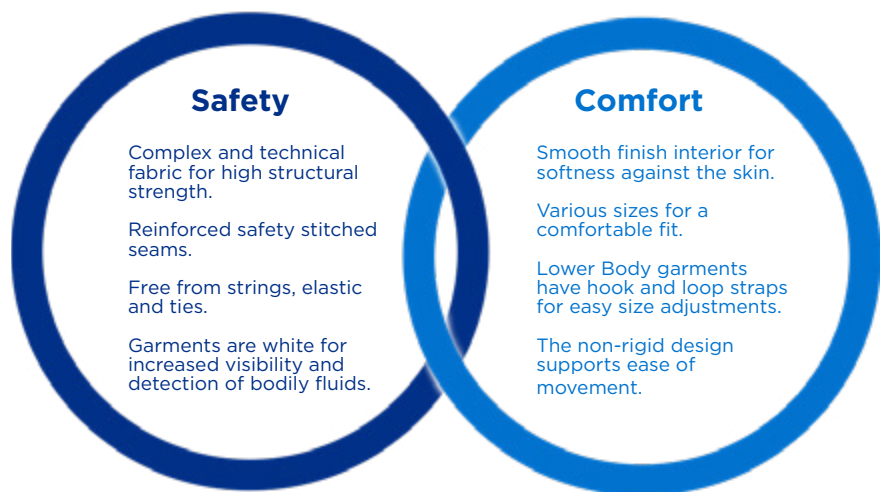 Safety
Complex and technical
fabric for high structural
strength.
Reinforced safety stitched
seams.
Free from strings, elastic
and ties.
Garments are white for
increased visibility and
detection of bodily fluids.
Comfort
Smooth finish interior for
softness against the skin.
Various sizes for a
comfortable fit.
Lower Body garments
have hook and loop straps
for easy size adjustments.
The non-rigid design
supports ease of
movement.